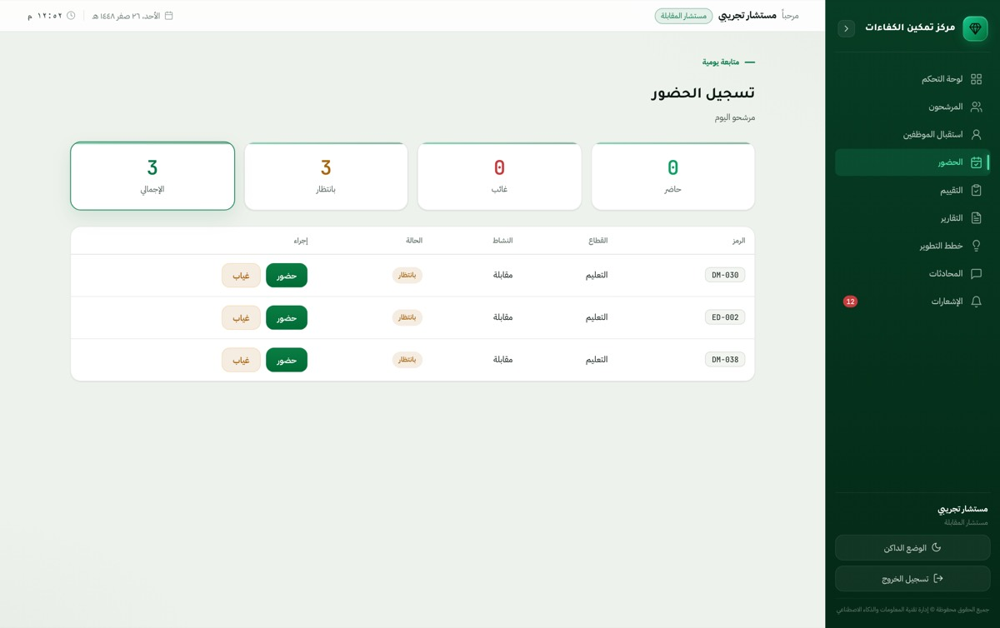 مركز تمكين الكفاءات
لوحة التحكم
المرشحون
استقبال الموظفين
الحضور
التقييم
التقارير
خطط التطوير
المحادثات
الإشعارات 12
مستشار تجريبي
مستشار المقابلة
الوضع الداكن
تسجيل الخروج
جميع الحقوق محفوظة © إدارة تقنية المعلومات والذكاء الاصطناعي
مرحباً مستشار تجريبي مستشار المقابلة الأحد، ٢٦ صفر ١٤٤٨ هـ ١٢:٥٢ م
متابعة يومية
تسجيل الحضور
مرشحو اليوم
0 0 3 3
حاضر غائب بانتظار الإجمالي
الرمز القطاع النشاط الحالة إجراء
DM-030 التعليم مقابلة بانتظار حضور غياب
ED-002 التعليم مقابلة بانتظار حضور غياب
DM-038 التعليم مقابلة بانتظار حضور غياب